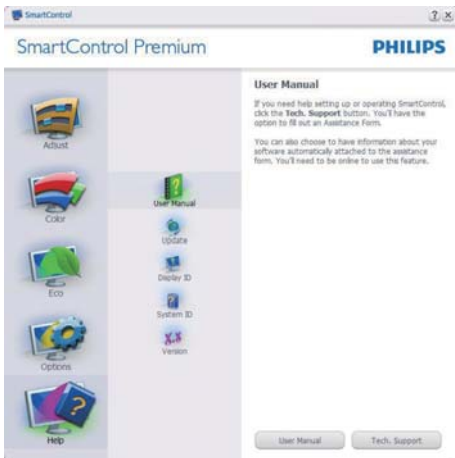 SmartControl
? x
SmartControl Premium
PHILIPS
Adjust
Color
Eco
Options
Help
User Manual
Update
Display ID
System ID
Version
User Manual
If you need help setting up or operating SmartControl,
click the Tech. Support button. You'll have the
option to fill out an Assistance Form.
You can also choose to have information about your
software automatically attached to the assistance
form. You'll need to be online to use this feature.
User Manual
Tech. Support